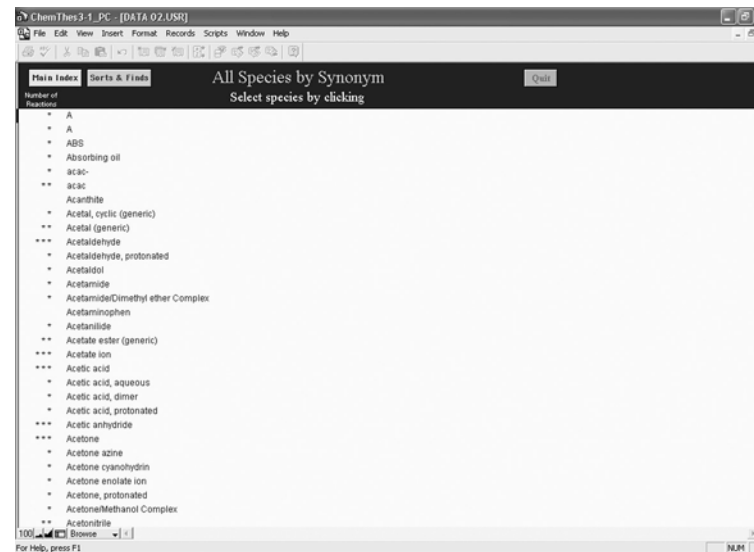 ChemThes3-1_PC - [DATA 02.USR]
File Edit View Insert Format Records Scripts Window Help
Main Index Sorts & Finds All Species by Synonym Quit
Number of Reactions Select species by clicking
* A
* A
* ABS
* Absorbing oil
* acac-
** acac
Acanthite
* Acetal, cyclic (generic)
** Acetal (generic)
*** Acetaldehyde
* Acetaldehyde, protonated
* Acetaldol
* Acetamide
* Acetamide/Dimethyl ether Complex
Acetaminophen
* Acetanilide
** Acetate ester (generic)
*** Acetate ion
*** Acetic acid
* Acetic acid, aqueous
* Acetic acid, dimer
* Acetic acid, protonated
*** Acetic anhydride
*** Acetone
* Acetone azine
* Acetone cyanohydrin
* Acetone enolate ion
* Acetone, protonated
* Acetone/Methanol Complex
** Acetonitrile
100 Browse
For Help, press F1 NUM